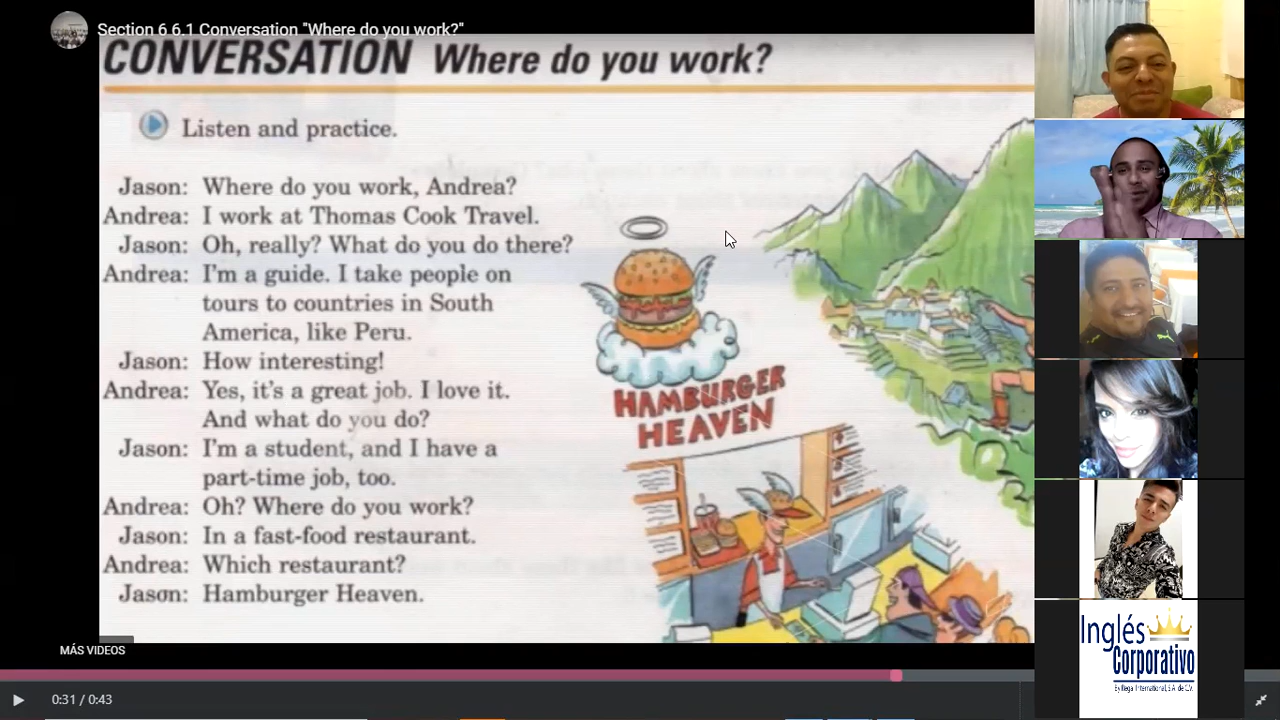 Section 6 6.1 Conversation "Where do you work?"
CONVERSATION Where do you work?
Listen and practice.
Jason: Where do you work, Andrea?
Andrea: I work at Thomas Cook Travel.
Jason: Oh, really? What do you do there?
Andrea: I'm a guide. I take people on
tours to countries in South
America, like Peru.
Jason: How interesting!
Andrea: Yes, it's a great job. I love it.
And what do you do?
Jason: I'm a student, and I have a
part-time job, too.
Andrea: Oh? Where do you work?
Jason: In a fast-food restaurant.
Andrea: Which restaurant?
Jason: Hamburger Heaven.
HAMBURGER
HEAVEN
MÁS VIDEOS
0:31 / 0:43
Inglés
Corporativo